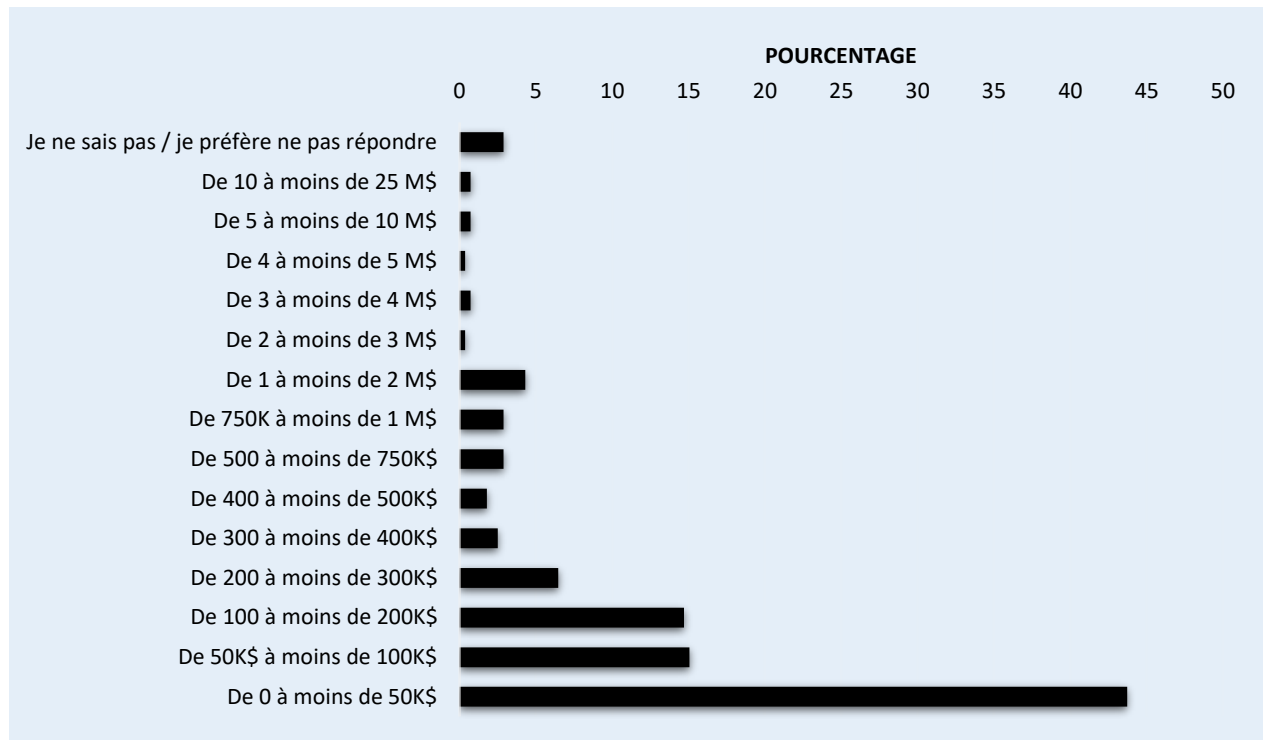 POURCENTAGE
0 5 10 15 20 25 30 35 40 45 50
Je ne sais pas / je préfère ne pas répondre
De 10 à moins de 25 M$
De 5 à moins de 10 M$
De 4 à moins de 5 M$
De 3 à moins de 4 M$
De 2 à moins de 3 M$
De 1 à moins de 2 M$
De 750K à moins de 1 M$
De 500 à moins de 750K$
De 400 à moins de 500K$
De 300 à moins de 400K$
De 200 à moins de 300K$
De 100 à moins de 200K$
De 50K$ à moins de 100K$
De 0 à moins de 50K$